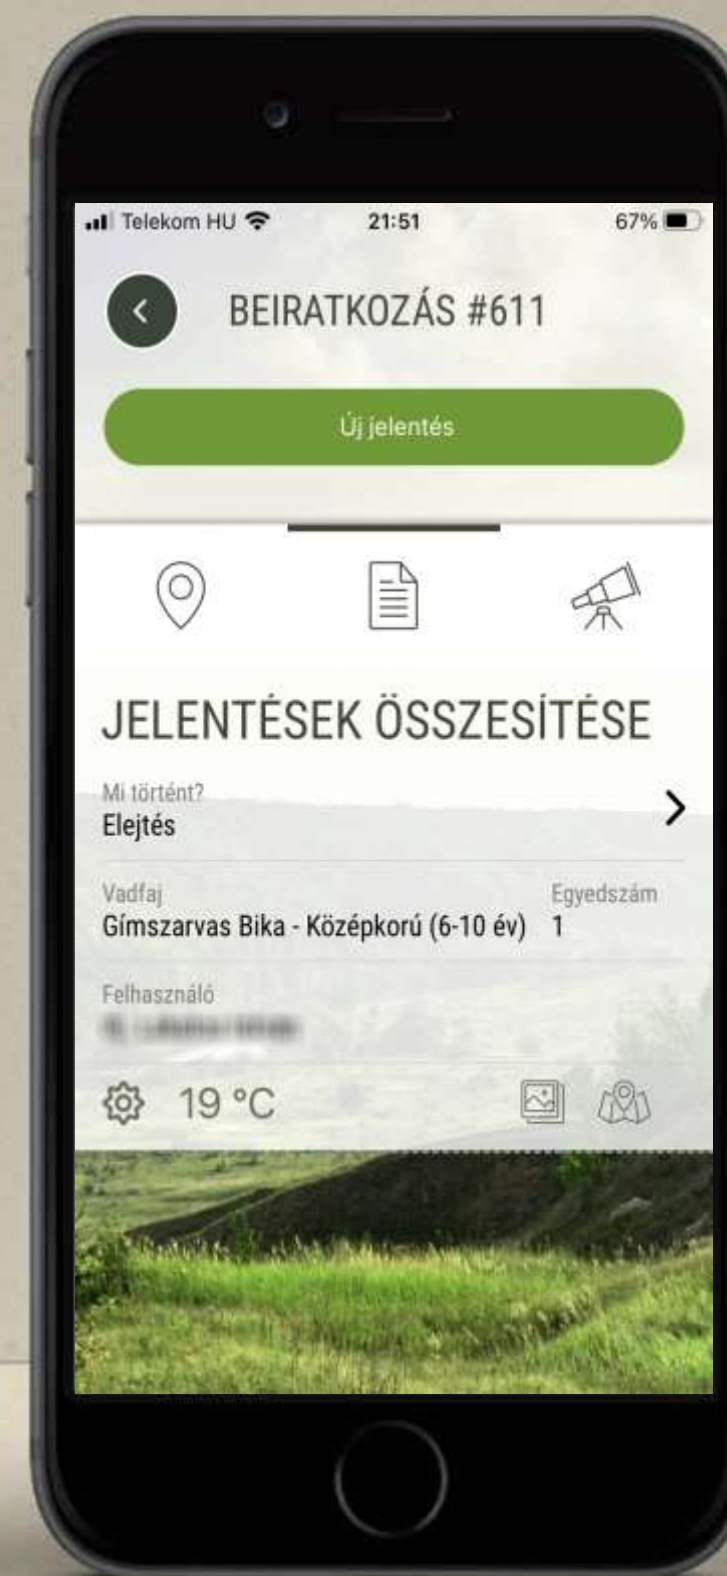 Telekom HU 21:51 67%
BEIRATKOZÁS #611
Új jelentés
JELENTÉSEK ÖSSZESÍTÉSE
Mi történt?
Elejtés
Vadfaj Egyedszám
Gímszarvas Bika - Középkorú (6-10 év) 1
Felhasználó
19 °C